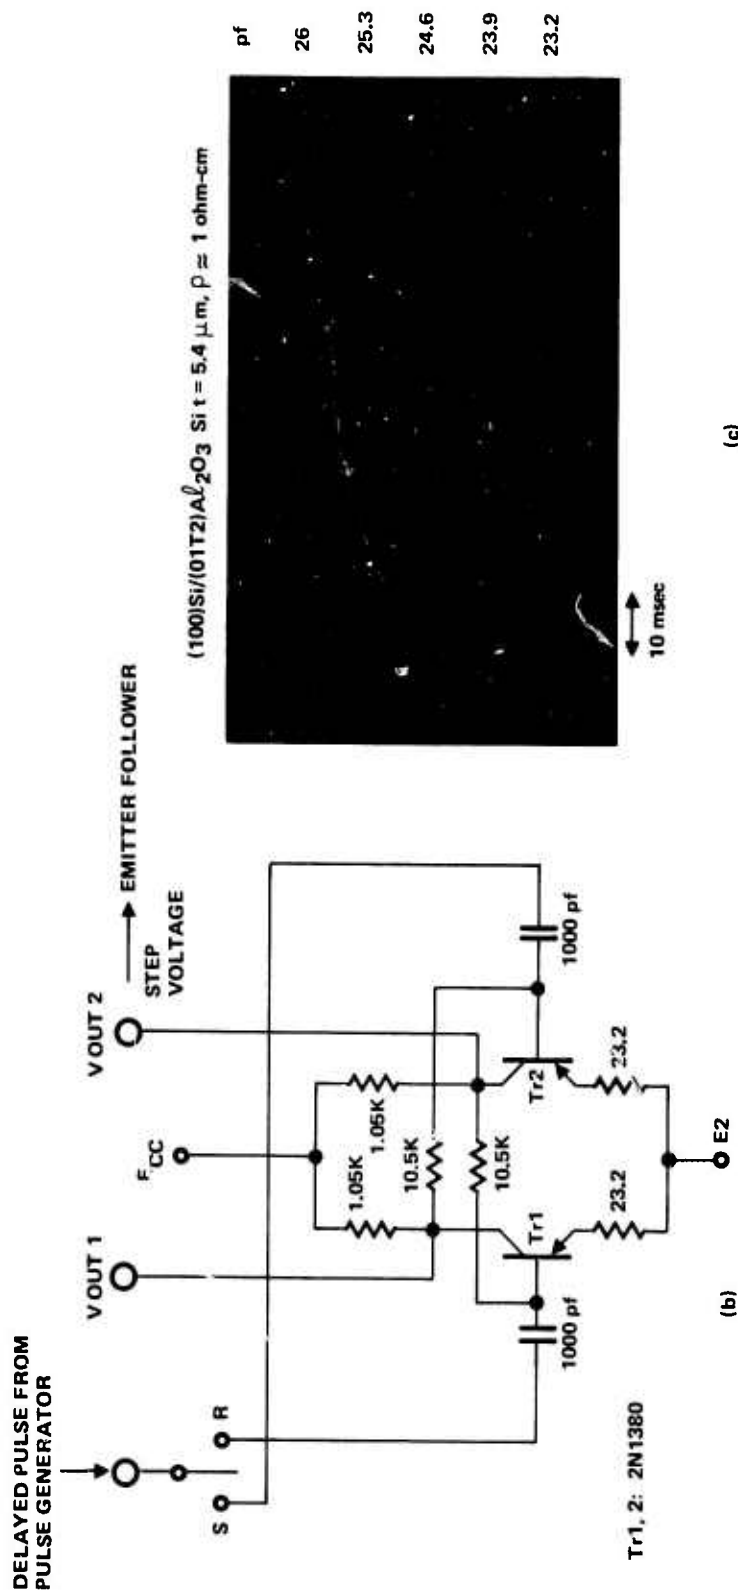 DELAYED PULSE FROM
PULSE GENERATOR
S
R
VOUT 1
VOUT 2
EMITTER FOLLOWER
STEP
VOLTAGE
1.05K
1.05K
10.5K
10.5K
Tr1
Tr2
1000 pf
1000 pf
23.2
23.2
E2
Tr1, 2: 2N1380
(b)
(100)Si/(01T2)Aℓ2O3 Si t = 5.4 μm, ρ ≈ 1 ohm-cm
pf
26
25.3
24.6
23.9
23.2
10 msec
(c)